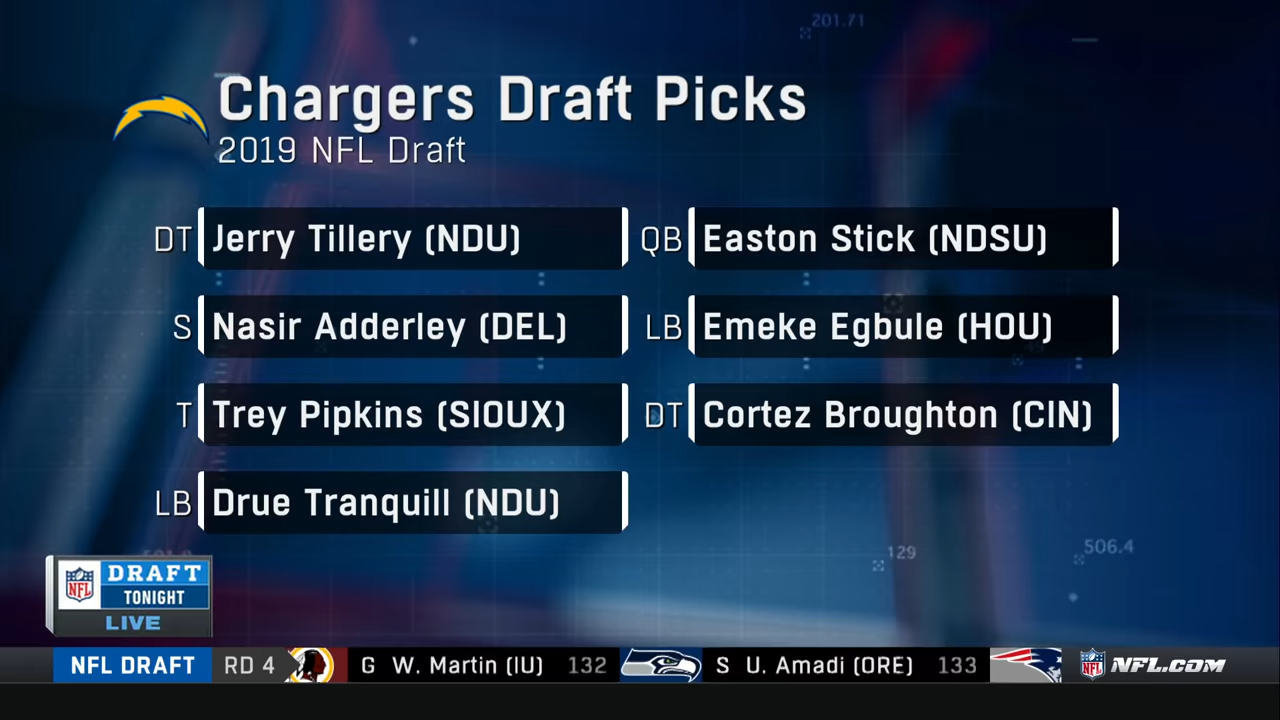 201.71
Chargers Draft Picks
2019 NFL Draft
DT Jerry Tillery (NDU)
QB Easton Stick (NDSU)
S Nasir Adderley (DEL)
LB Emeke Egbule (HOU)
T Trey Pipkins (SIOUX)
DT Cortez Broughton (CIN)
LB Drue Tranquill (NDU)
129
506.4
NFL DRAFT
TONIGHT
LIVE
NFL DRAFT RD 4 G W. Martin (IU) 132 S U. Amadi (ORE) 133 NFL NFL.COM